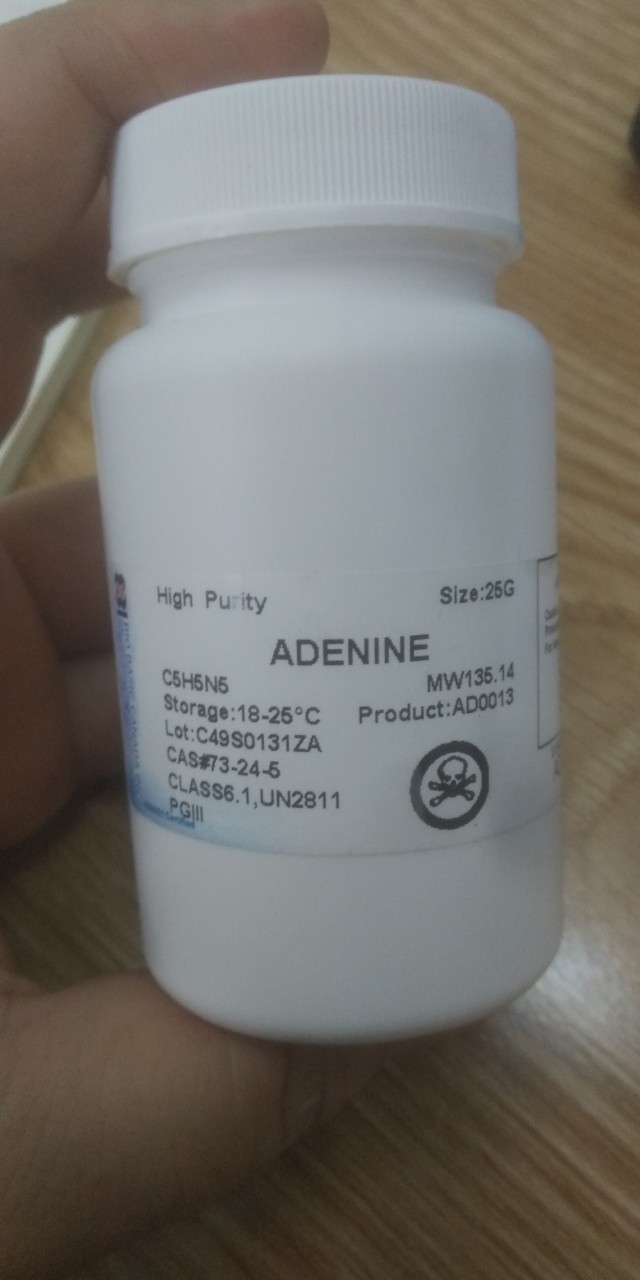 High Purity
Size:25G
ADENINE
C5H5N5
MW135.14
Storage:18-25°C
Product:AD0013
Lot:C49S0131ZA
CAS#73-24-5
CLASS6.1,UN2811
PGIII